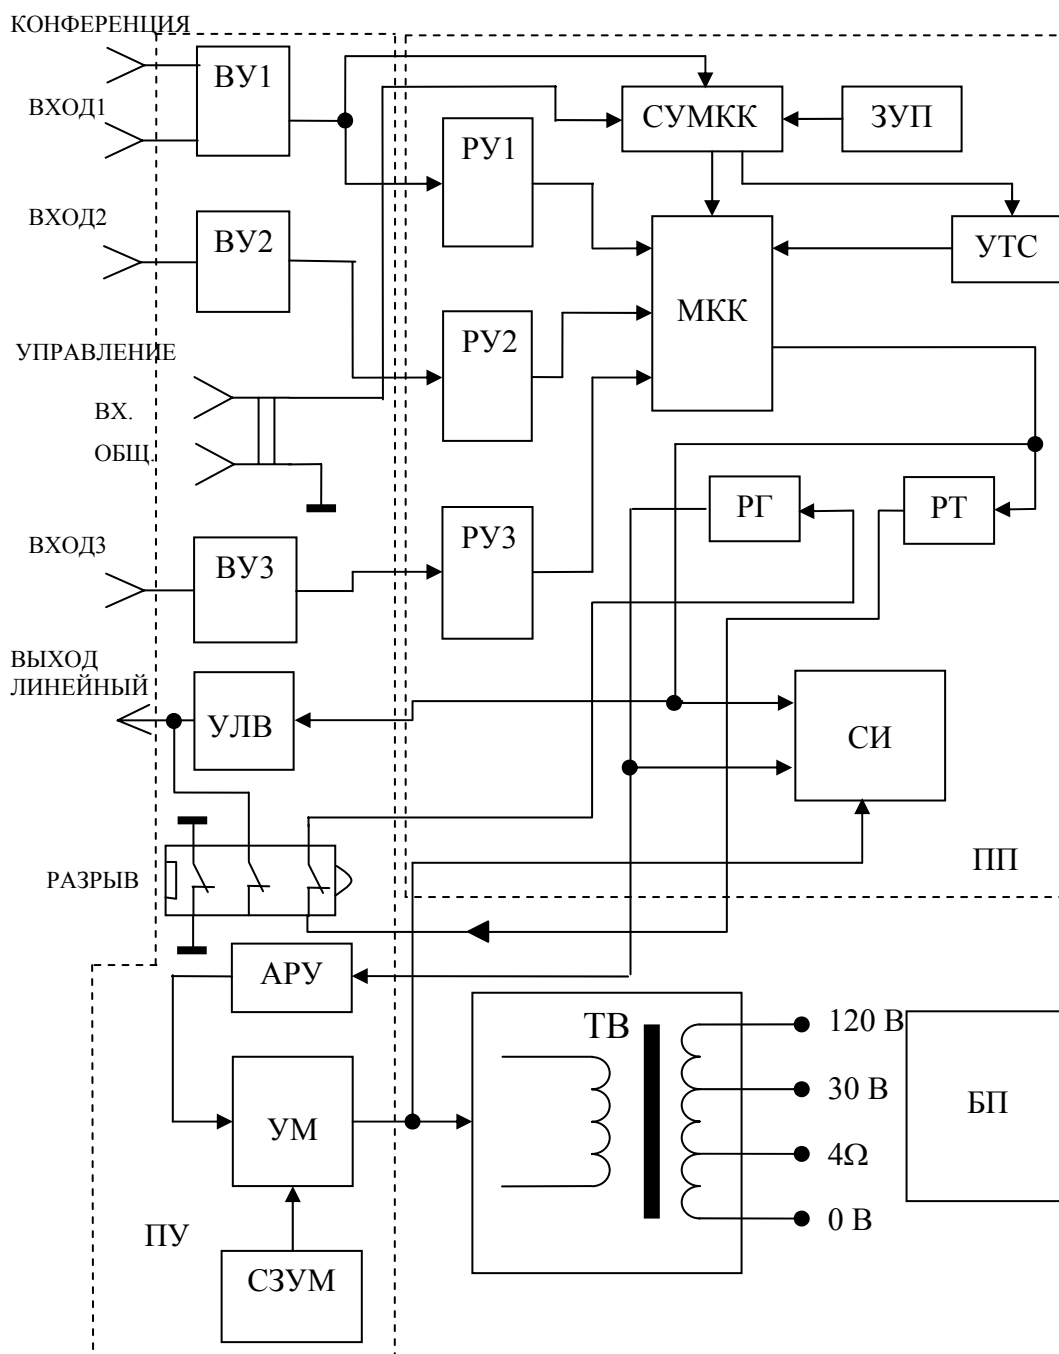 КОНФЕРЕНЦИЯ
ВУ1
ВХОД1
СУМКК
ЗУП
РУ1
ВХОД2
ВУ2
УТС
МКК
УПРАВЛЕНИЕ
РУ2
ВХ.
ОБЩ.
РГ
РТ
ВХОД3
ВУ3
РУ3
ВЫХОД
ЛИНЕЙНЫЙ
УЛВ
СИ
РАЗРЫВ
ПП
АРУ
ТВ
120 В
30 В
БП
УМ
4Ω
0 В
ПУ
СЗУМ